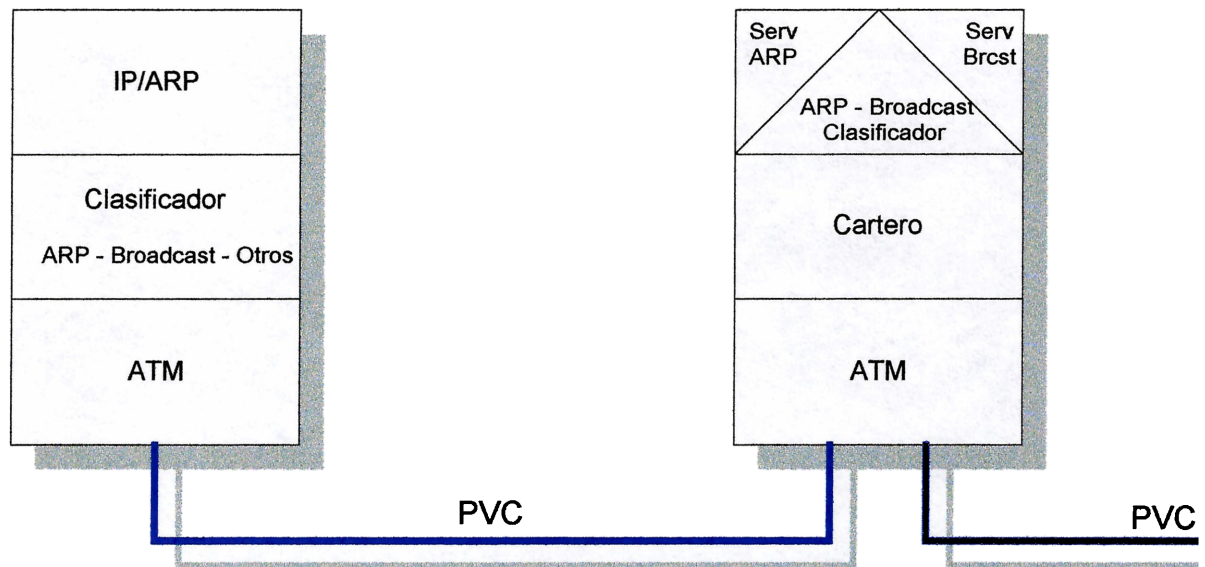 IP/ARP
Clasificador
ARP - Broadcast - Otros
ATM
Serv
ARP
Serv
Brcst
ARP - Broadcast
Clasificador
Cartero
ATM
PVC
PVC